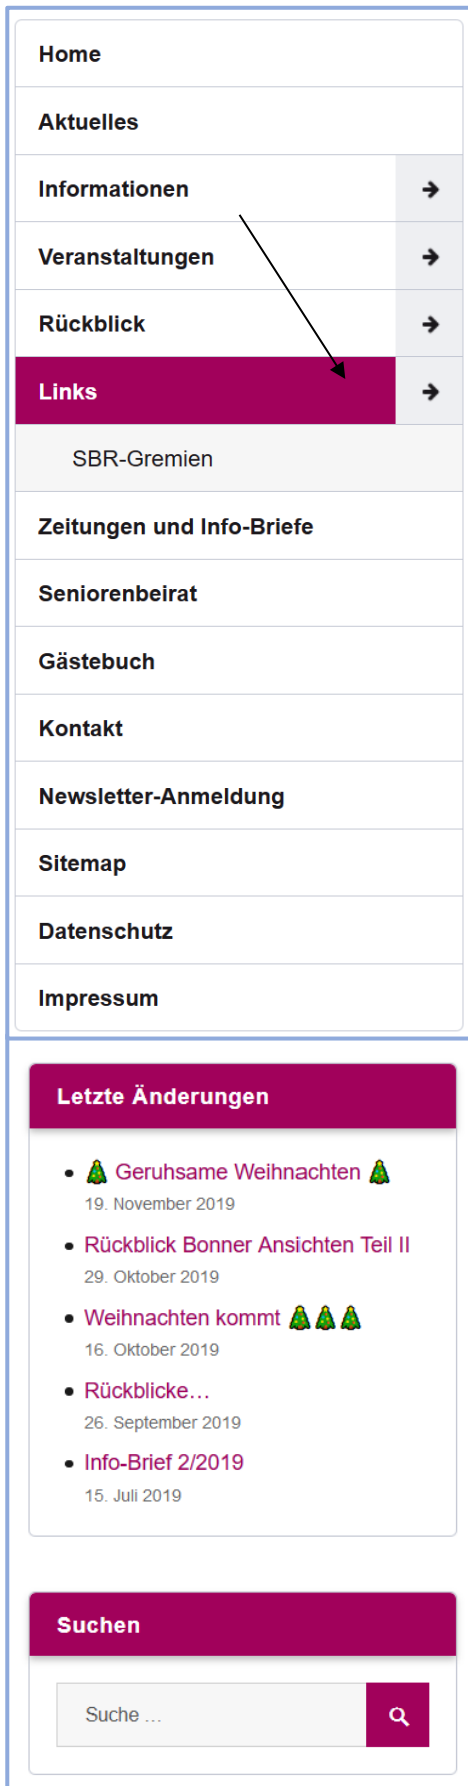 Home
Aktuelles
Informationen
Veranstaltungen
Rückblick
Links
SBR-Gremien
Zeitungen und Info-Briefe
Seniorenbeirat
Gästebuch
Kontakt
Newsletter-Anmeldung
Sitemap
Datenschutz
Impressum
Letzte Änderungen
🎄 Geruhsame Weihnachten 🎄
19. November 2019
Rückblick Bonner Ansichten Teil II
29. Oktober 2019
Weihnachten kommt 🎄🎄🎄
16. Oktober 2019
Rückblicke…
26. September 2019
Info-Brief 2/2019
15. Juli 2019
Suchen
Suche …